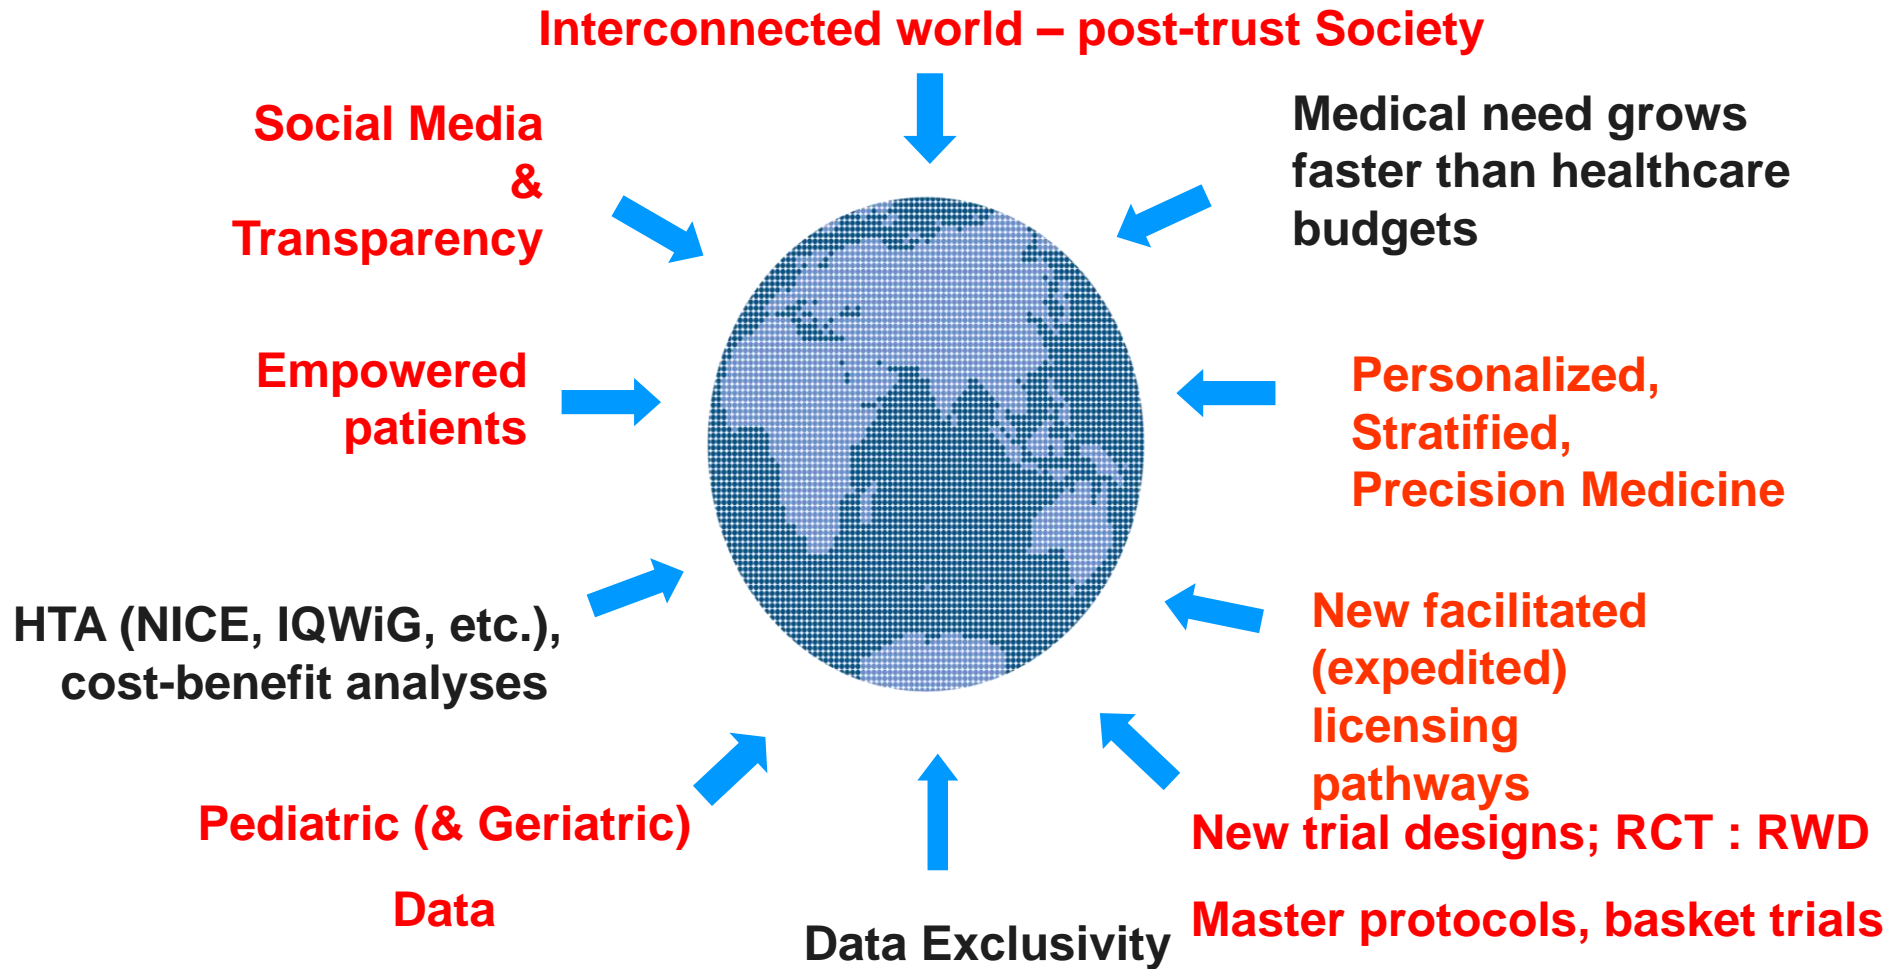 Interconnected world – post-trust Society
Social Media
&
Transparency
Medical need grows
faster than healthcare
budgets
Empowered
patients
Personalized,
Stratified,
Precision Medicine
HTA (NICE, IQWiG, etc.),
cost-benefit analyses
New facilitated
(expedited)
licensing
pathways
Pediatric (& Geriatric)
Data
New trial designs; RCT : RWD
Master protocols, basket trials
Data Exclusivity